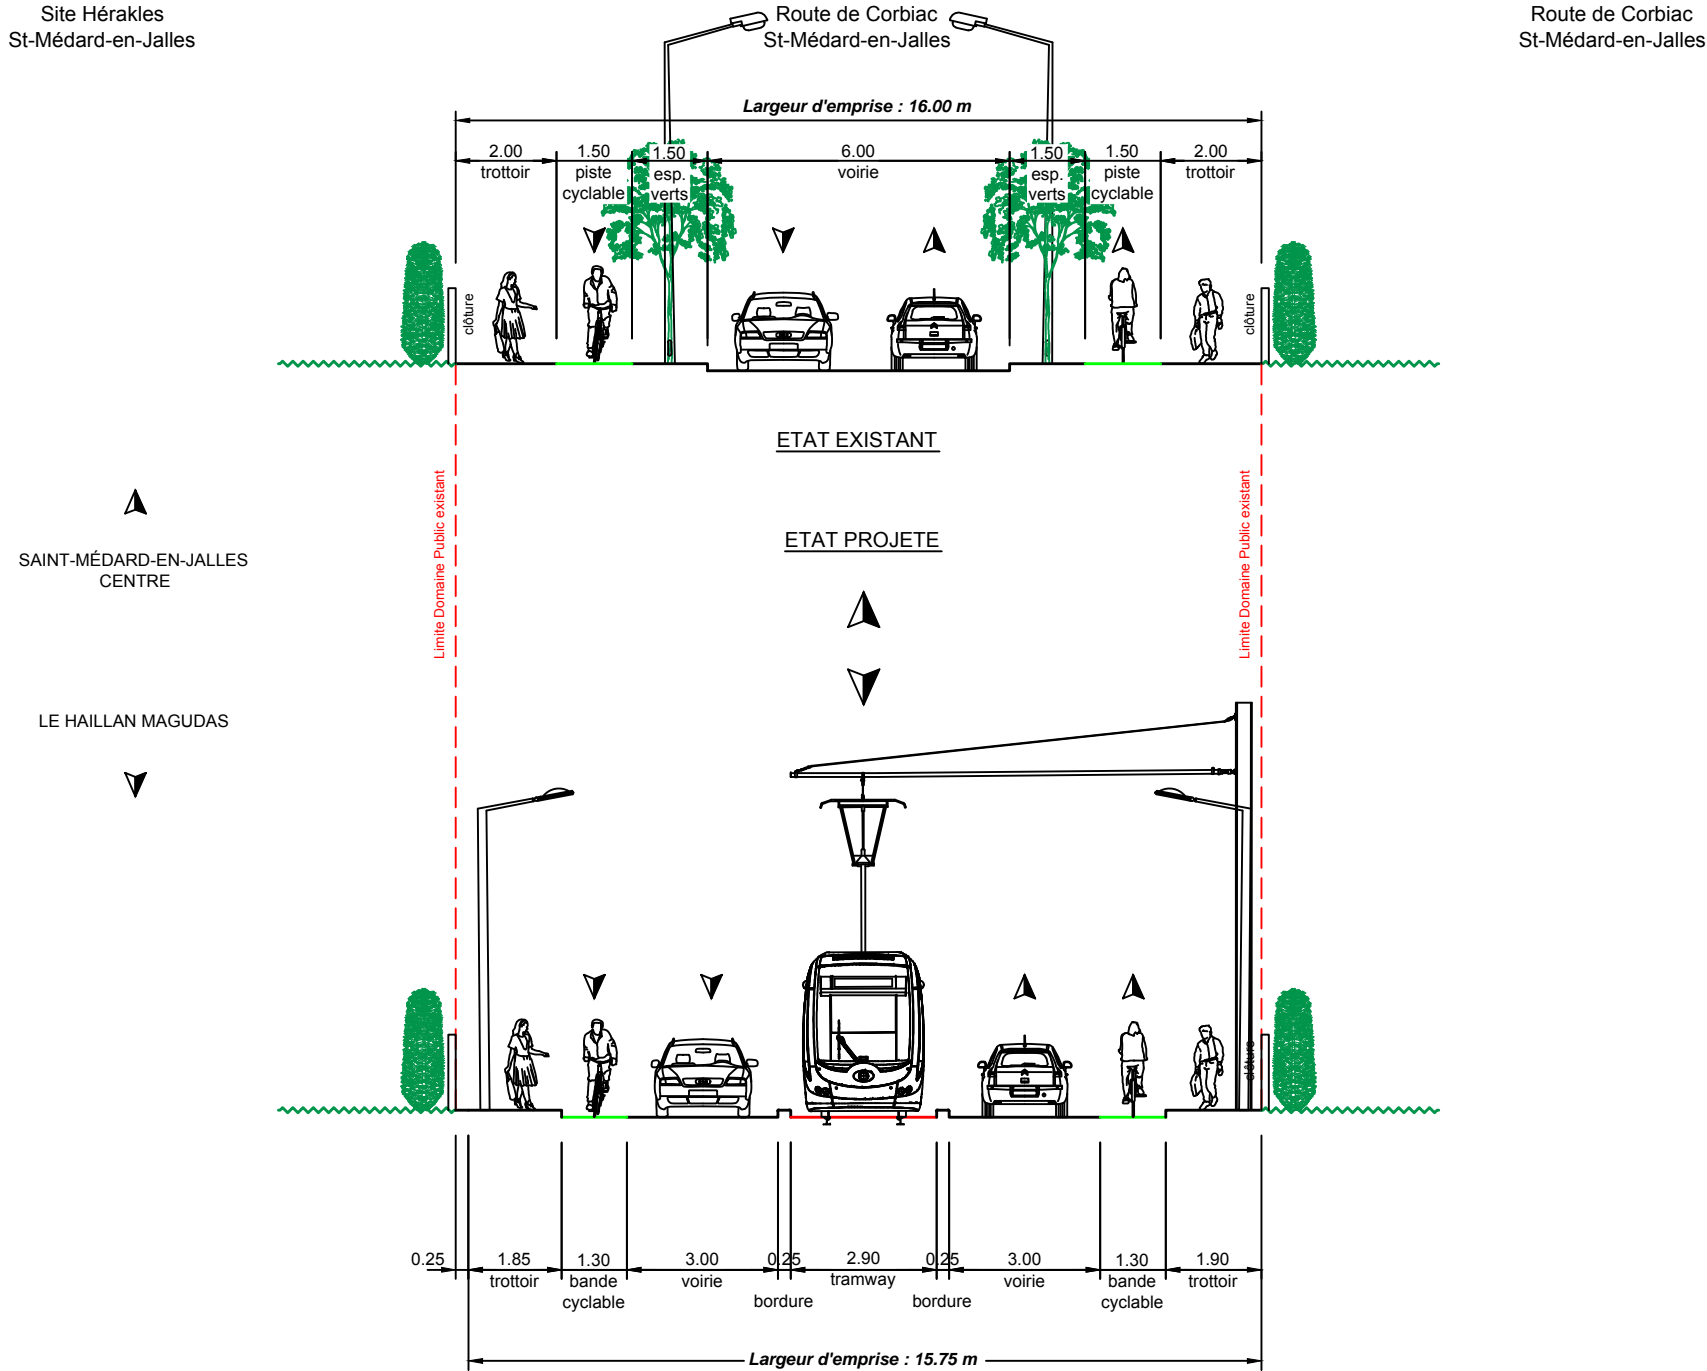 Site Hérakles
St-Médard-en-Jalles
Route de Corbiac
St-Médard-en-Jalles
Route de Corbiac
St-Médard-en-Jalles
Largeur d'emprise : 16.00 m
2.00 1.50 1.50 6.00 1.50 1.50 2.00
trottoir piste esp. voirie esp. piste trottoir
cyclable verts verts cyclable
clôture
clôture
ETAT EXISTANT
Limite Domaine Public existant
Limite Domaine Public existant
ETAT PROJETE
SAINT-MÉDARD-EN-JALLES
CENTRE
LE HAILLAN MAGUDAS
clôture
0.25 1.85 1.30 3.00 0.25 2.90 0.25 3.00 1.30 1.90
trottoir bande voirie tramway voirie bande trottoir
cyclable bordure bordure cyclable
Largeur d'emprise : 15.75 m